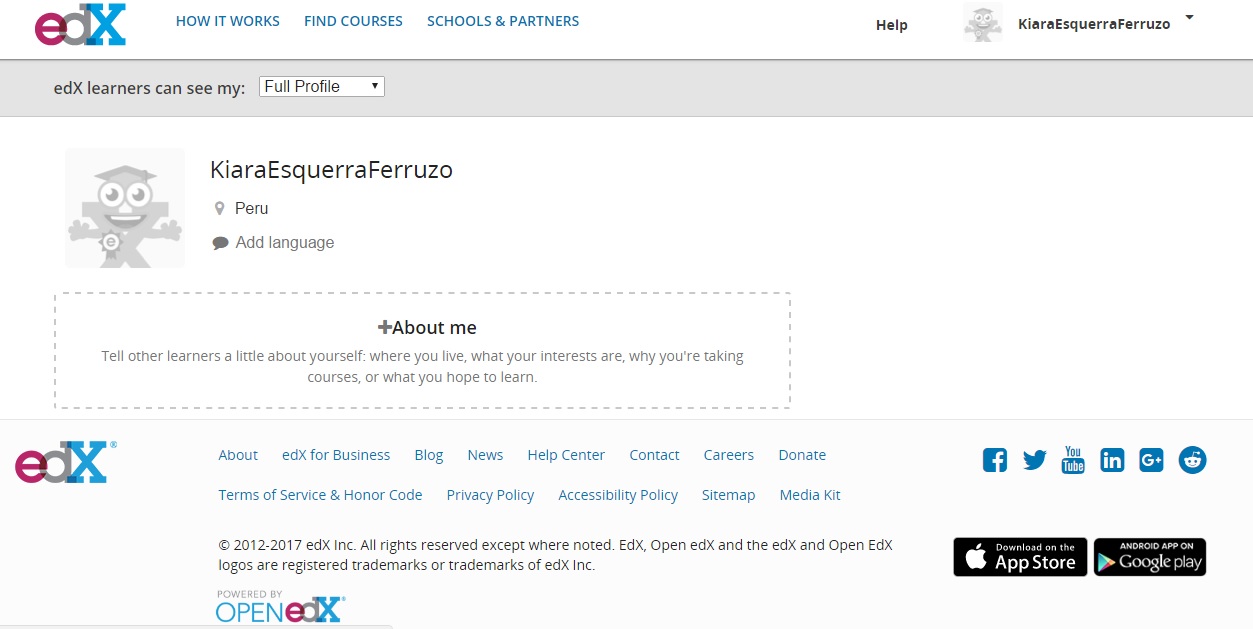 edX
HOW IT WORKS FIND COURSES SCHOOLS & PARTNERS
Help KiaraEsquerraFerruzo
edX learners can see my: Full Profile
KiaraEsquerraFerruzo
Peru
Add language
e
+About me
Tell other learners a little about yourself: where you live, what your interests are, why you're taking
courses, or what you hope to learn.
edX®
About edX for Business Blog News Help Center Contact Careers Donate
You Tube in G+
Terms of Service & Honor Code Privacy Policy Accessibility Policy Sitemap Media Kit
© 2012-2017 edX Inc. All rights reserved except where noted. EdX, Open edX and the edX and Open EdX
logos are registered trademarks or trademarks of edX Inc.
Download on the
App Store
ANDROID APP ON
Google play
POWERED BY
OPENedX®